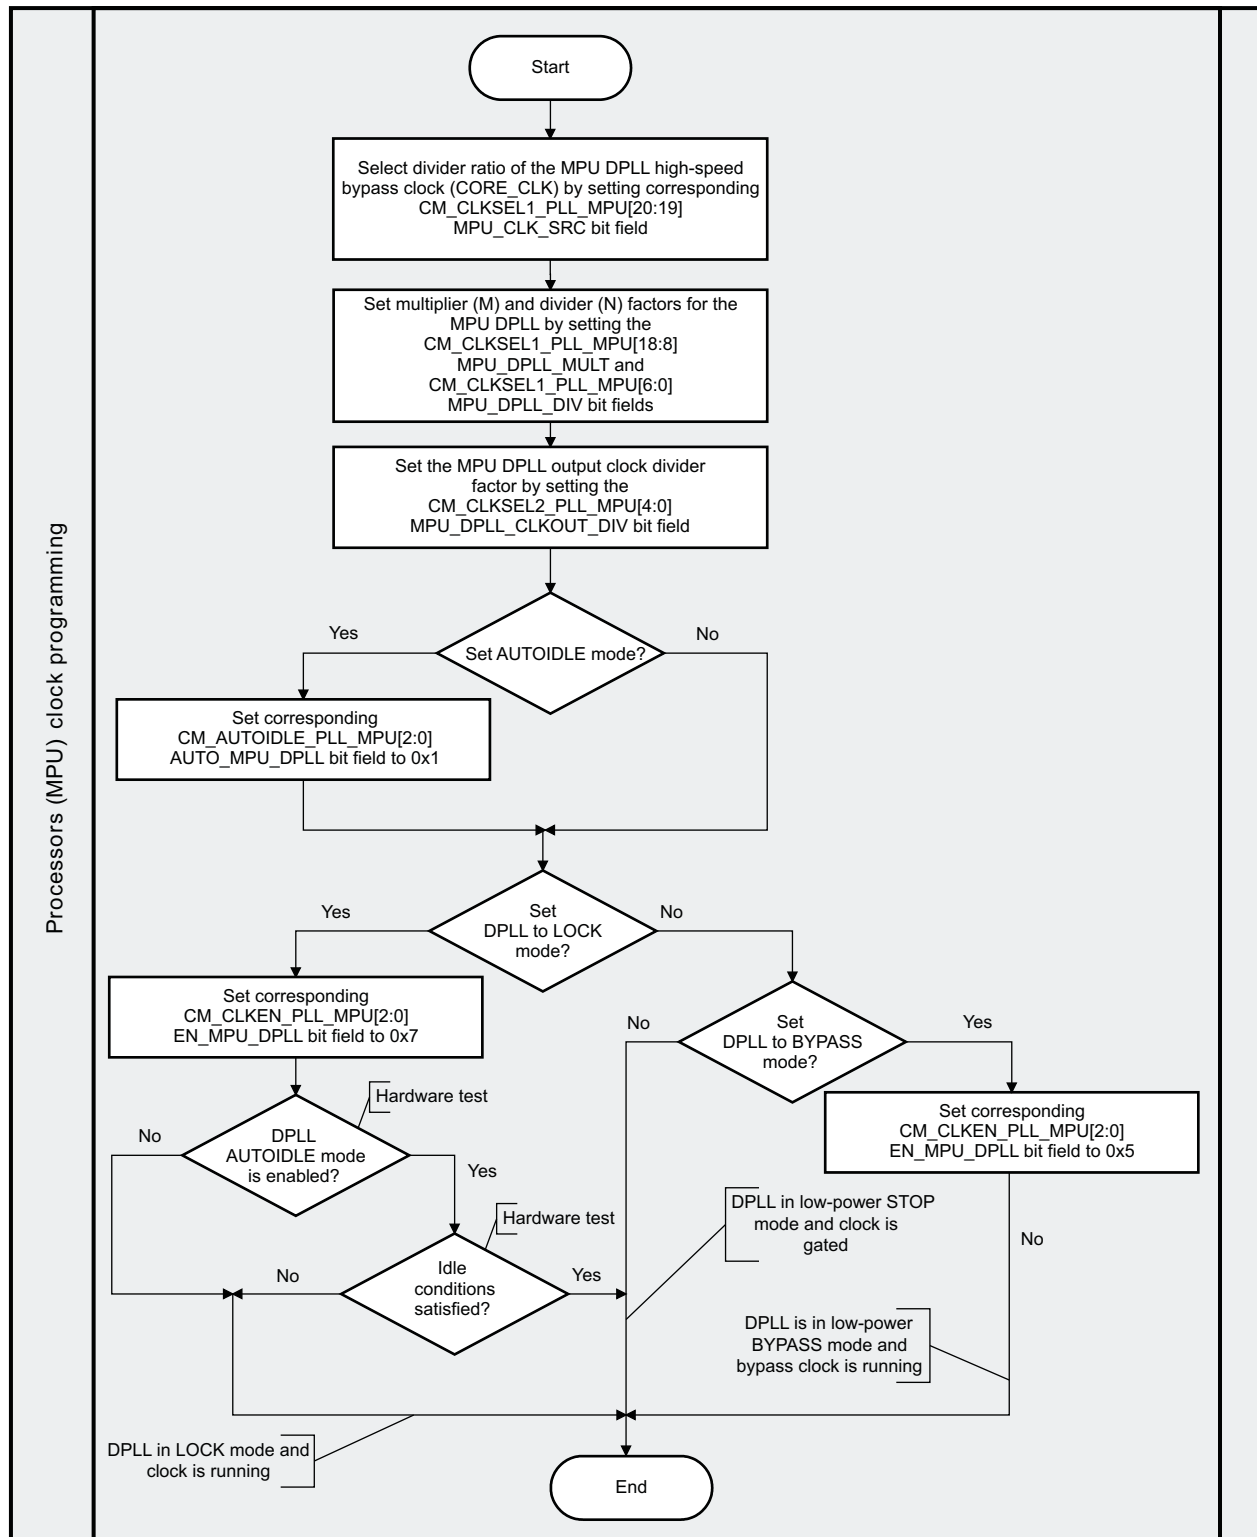 Processors (MPU) clock programming
Start
Select divider ratio of the MPU DPLL high-speed
bypass clock (CORE_CLK) by setting corresponding
CM_CLKSEL1_PLL_MPU[20:19]
MPU_CLK_SRC bit field
Set multiplier (M) and divider (N) factors for the
MPU DPLL by setting the
CM_CLKSEL1_PLL_MPU[18:8]
MPU_DPLL_MULT and
CM_CLKSEL1_PLL_MPU[6:0]
MPU_DPLL_DIV bit fields
Set the MPU DPLL output clock divider
factor by setting the
CM_CLKSEL2_PLL_MPU[4:0]
MPU_DPLL_CLKOUT_DIV bit field
Yes
Set AUTOIDLE mode?
No
Set corresponding
CM_AUTOIDLE_PLL_MPU[2:0]
AUTO_MPU_DPLL bit field to 0x1
Yes
Set
DPLL to LOCK
mode?
No
Set corresponding
CM_CLKEN_PLL_MPU[2:0]
EN_MPU_DPLL bit field to 0x7
No
Set
DPLL to BYPASS
mode?
Yes
Set corresponding
CM_CLKEN_PLL_MPU[2:0]
EN_MPU_DPLL bit field to 0x5
Hardware test
No
DPLL
AUTOIDLE mode
is enabled?
Yes
Hardware test
No
Idle
conditions
satisfied?
Yes
DPLL in low-power STOP
mode and clock is
gated
No
DPLL is in low-power
BYPASS mode and
bypass clock is running
DPLL in LOCK mode and
clock is running
End